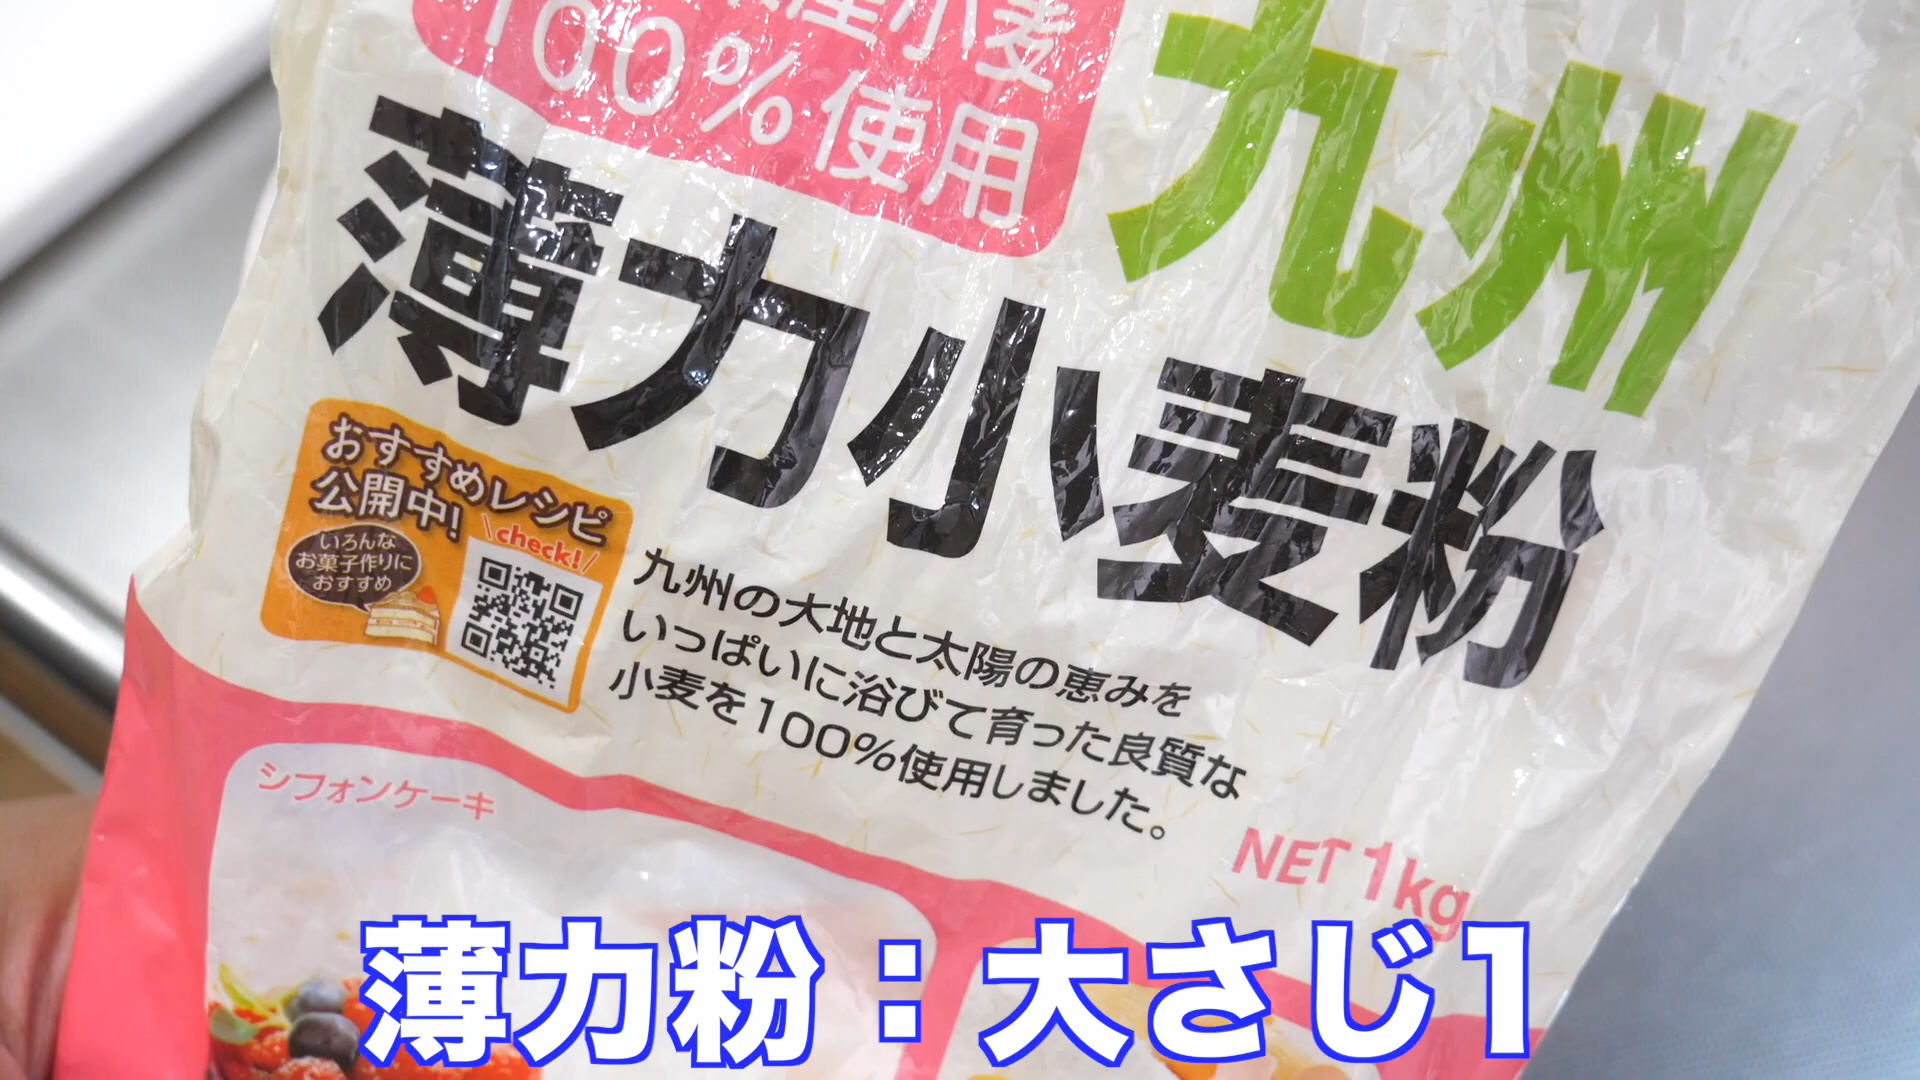 産小麦
100%使用
九州
薄力小麦粉
おすすめレシピ
公開中!
check!
いろんな
お菓子作りに
おすすめ
九州の大地と太陽の恵みを
いっぱいに浴びて育った良質な
小麦を100%使用しました。
NET 1kg
シフォンケーキ
薄力粉:大さじ1